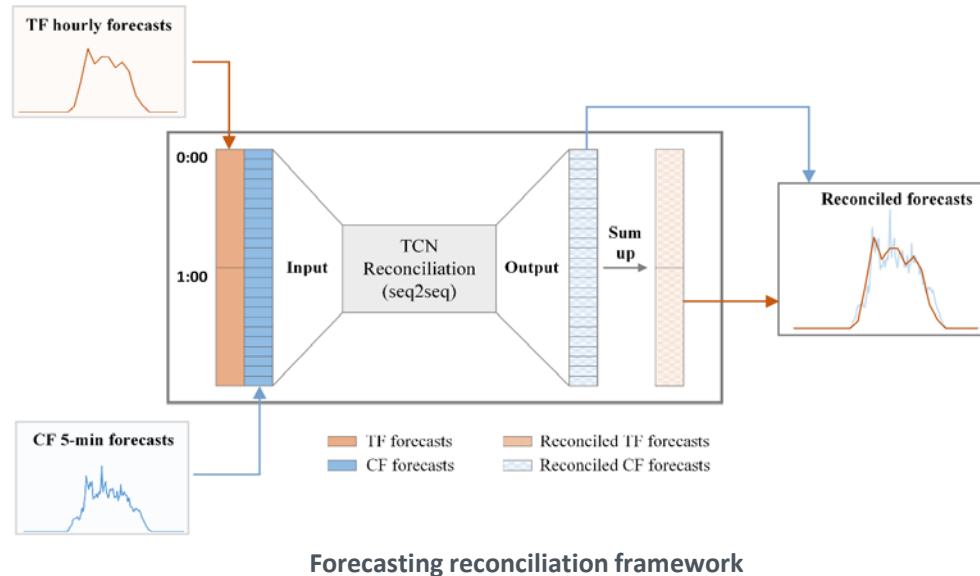 TF hourly forecasts
0:00
1:00
Input
TCN
Reconciliation
(seq2seq)
Output
Sum
up
Reconciled forecasts
CF 5-min forecasts
TF forecasts
Reconciled TF forecasts
CF forecasts
Reconciled CF forecasts
Forecasting reconciliation framework